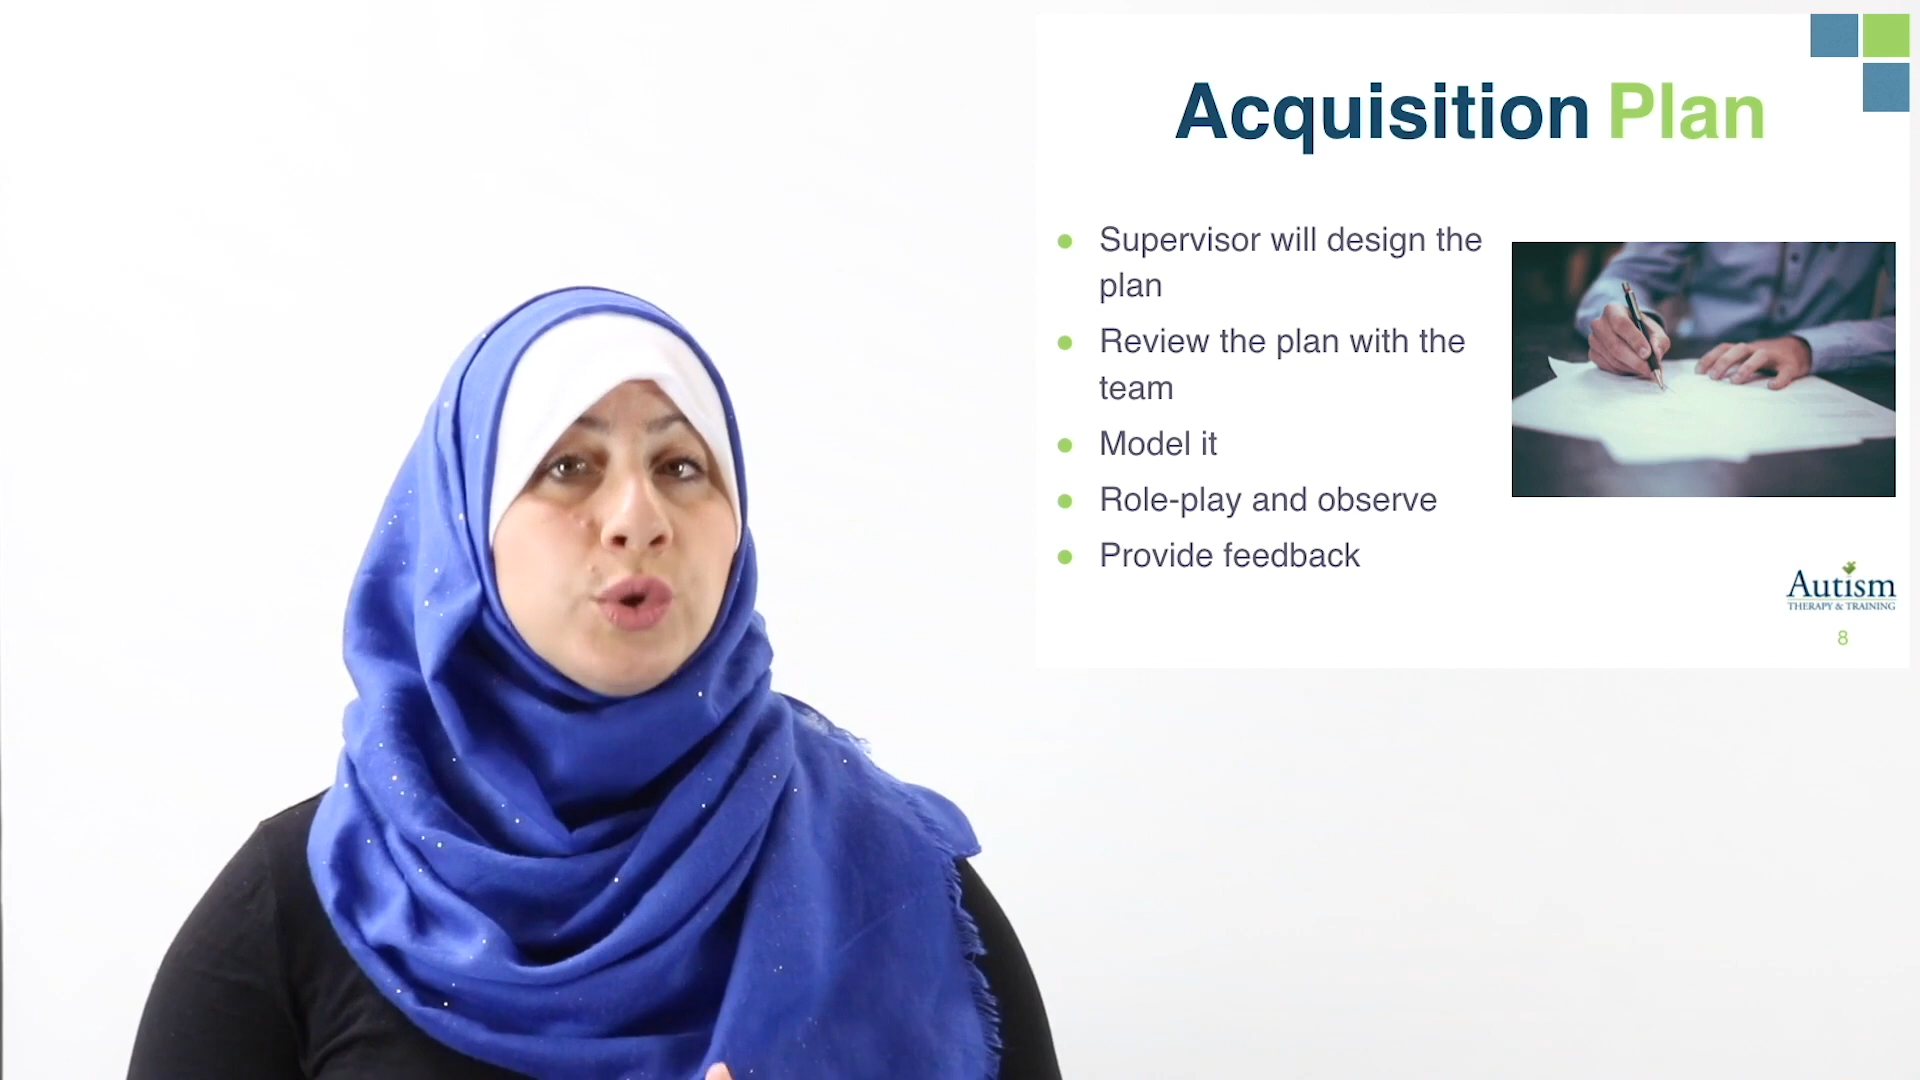 Acquisition Plan
● Supervisor will design the
plan
● Review the plan with the
team
● Model it
● Role-play and observe
● Provide feedback
Autism
THERAPY & TRAINING
8